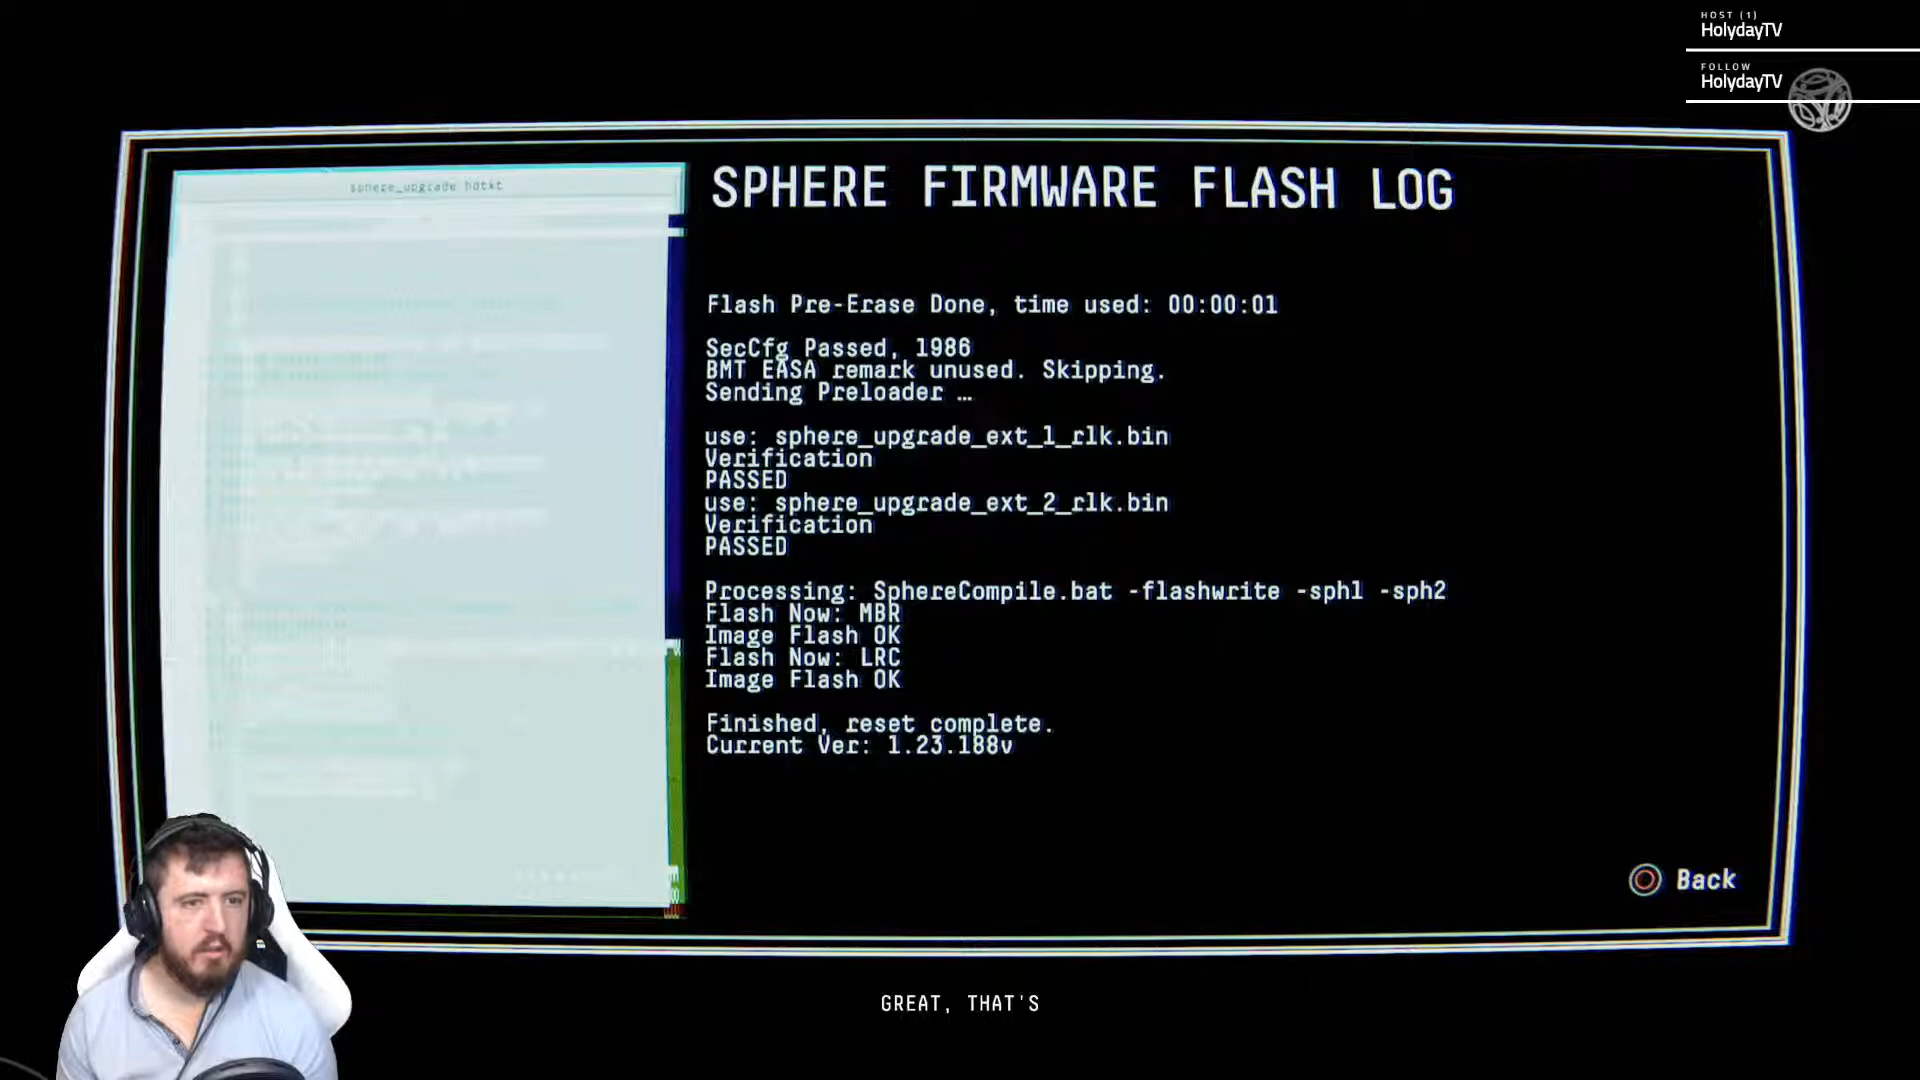 HOST (1)
HolydayTV
FOLLOW
HolydayTV
SPHERE FIRMWARE FLASH LOG
Flash Pre-Erase Done, time used: 00:00:01
SecCfg Passed, 1986
BMT EASA remark unused. Skipping.
Sending Preloader …
use: sphere_upgrade_ext_1_rlk.bin
Verification
PASSED
use: sphere_upgrade_ext_2_rlk.bin
Verification
PASSED
Processing: SphereCompile.bat -flashwrite -sph1 -sph2
Flash Now: MBR
Image Flash OK
Flash Now: LRC
Image Flash OK
Finished, reset complete.
Current Ver: 1.23.188v
Back
GREAT, THAT'S